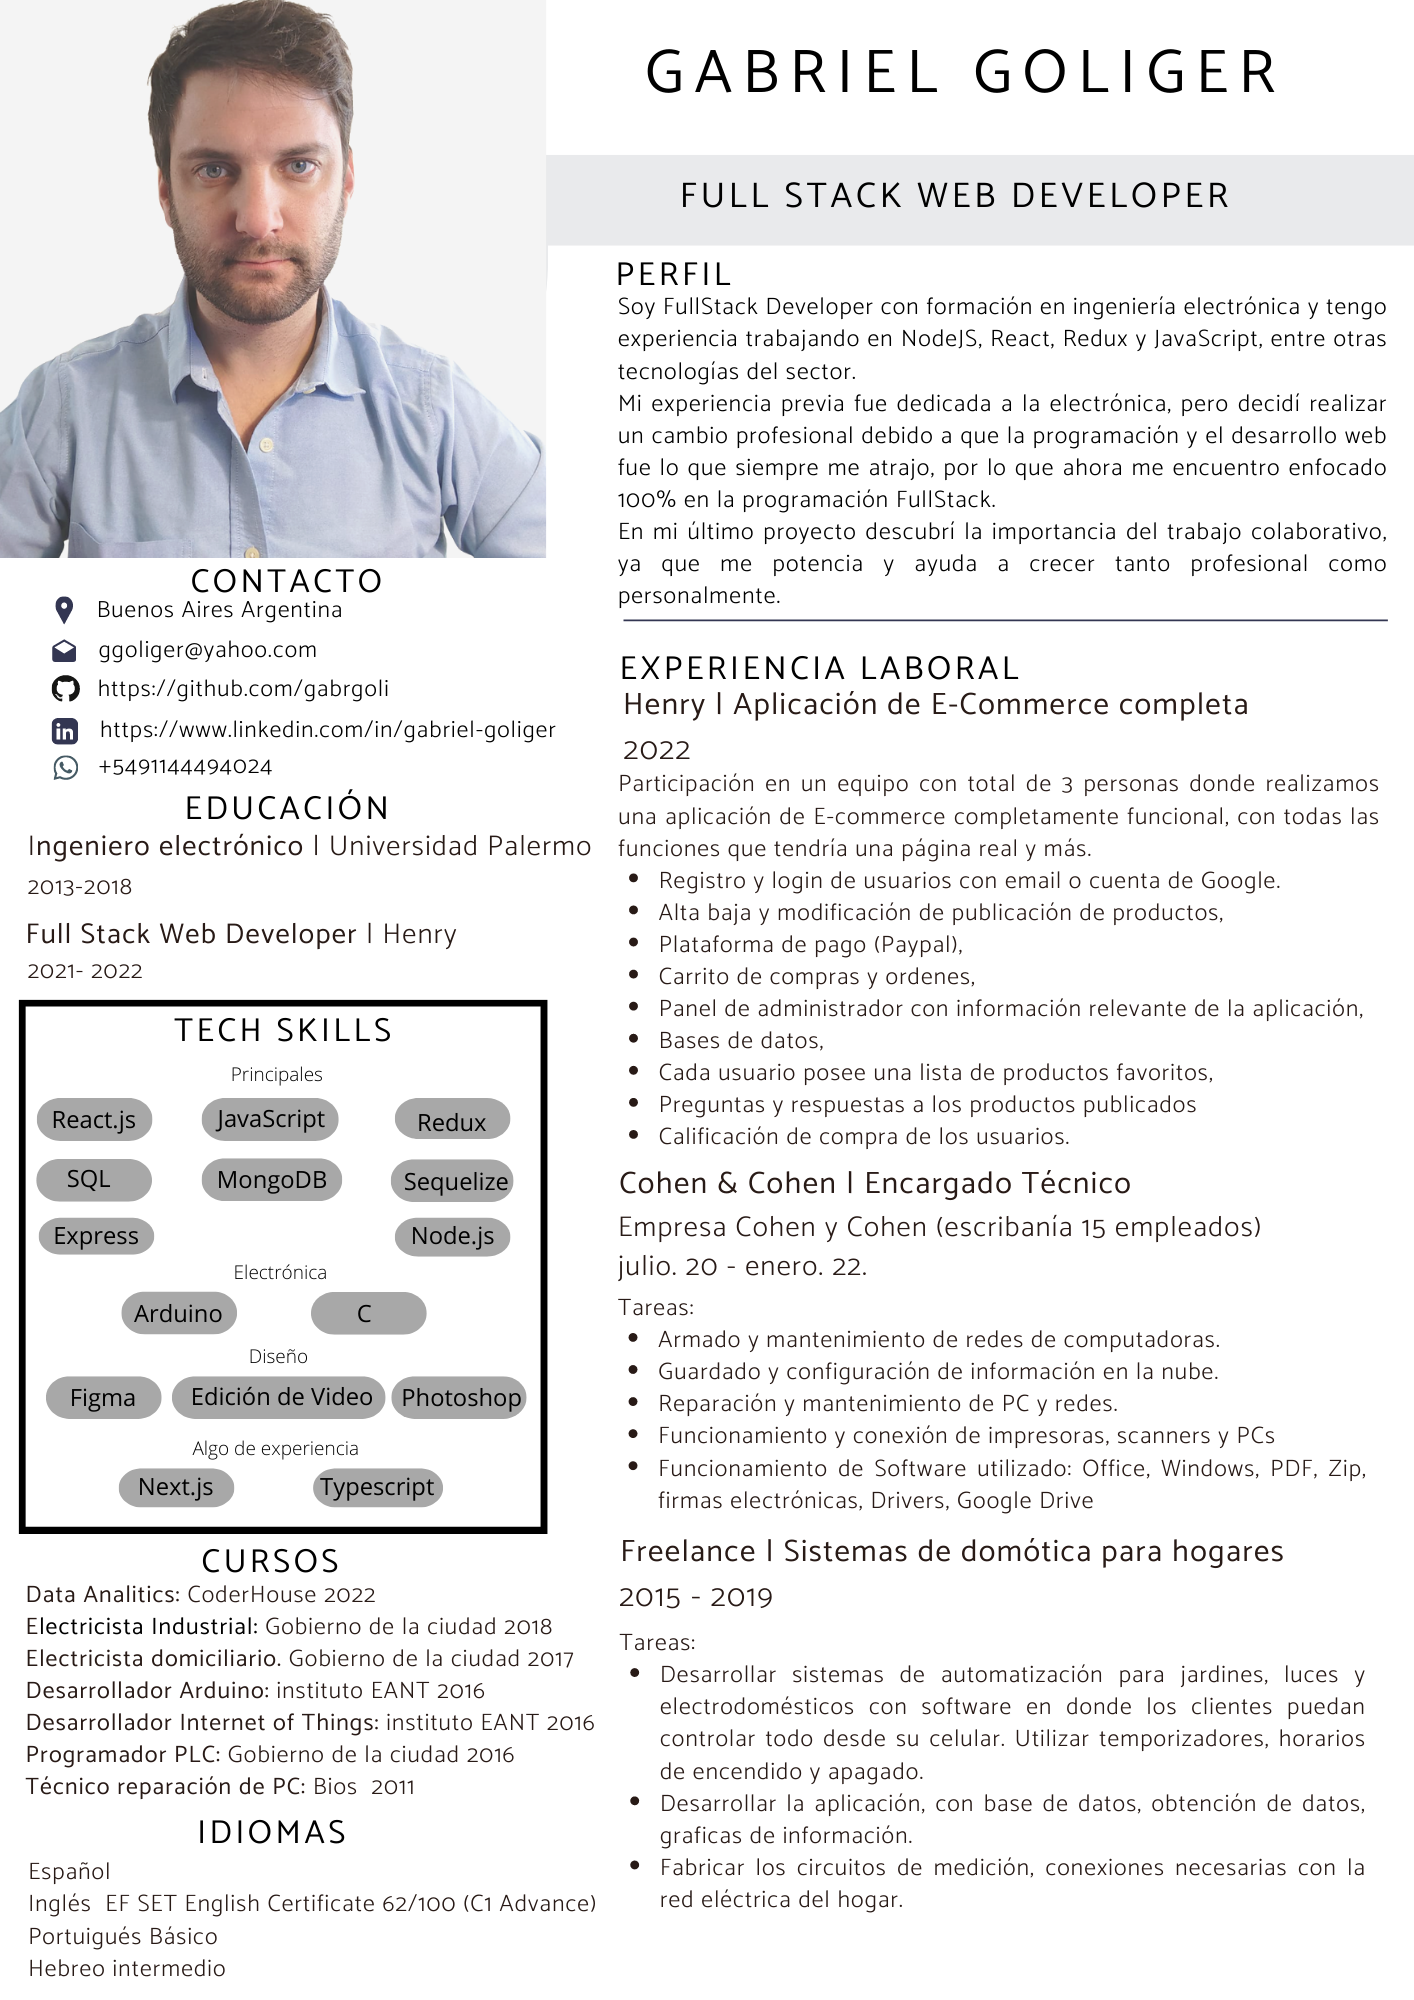 GABRIEL GOLIGER
FULL STACK WEB DEVELOPER
CONTACTO
Buenos Aires Argentina
ggoliger@yahoo.com
https://github.com/gabrgoli
https://www.linkedin.com/in/gabriel-goliger
+5491144494024
EDUCACIÓN
Ingeniero electrónico | Universidad Palermo
2013-2018
Full Stack Web Developer | Henry
2021- 2022
TECH SKILLS
Principales
React.js JavaScript Redux
SQL MongoDB Sequelize
Express Node.js
Electrónica
Arduino C
Diseño
Figma Edición de Video Photoshop
Algo de experiencia
Next.js Typescript
CURSOS
Data Analitics: CoderHouse 2022
Electricista Industrial: Gobierno de la ciudad 2018
Electricista domiciliario. Gobierno de la ciudad 2017
Desarrollador Arduino: instituto EANT 2016
Desarrollador Internet of Things: instituto EANT 2016
Programador PLC: Gobierno de la ciudad 2016
Técnico reparación de PC: Bios 2011
IDIOMAS
Español
Inglés EF SET English Certificate 62/100 (C1 Advance)
Portuigués Básico
Hebreo intermedio
PERFIL
Soy FullStack Developer con formación en ingeniería electrónica y tengo
experiencia trabajando en NodeJS, React, Redux y JavaScript, entre otras
tecnologías del sector.
Mi experiencia previa fue dedicada a la electrónica, pero decidí realizar
un cambio profesional debido a que la programación y el desarrollo web
fue lo que siempre me atrajo, por lo que ahora me encuentro enfocado
100% en la programación FullStack.
En mi último proyecto descubrí la importancia del trabajo colaborativo,
ya que me potencia y ayuda a crecer tanto profesional como
personalmente.
EXPERIENCIA LABORAL
Henry | Aplicación de E-Commerce completa
2022
Participación en un equipo con total de 3 personas donde realizamos
una aplicación de E-commerce completamente funcional, con todas las
funciones que tendría una página real y más.
• Registro y login de usuarios con email o cuenta de Google.
• Alta baja y modificación de publicación de productos,
• Plataforma de pago (Paypal),
• Carrito de compras y ordenes,
• Panel de administrador con información relevante de la aplicación,
• Bases de datos,
• Cada usuario posee una lista de productos favoritos,
• Preguntas y respuestas a los productos publicados
• Calificación de compra de los usuarios.
Cohen & Cohen | Encargado Técnico
Empresa Cohen y Cohen (escribanía 15 empleados)
julio. 20 - enero. 22.
Tareas:
• Armado y mantenimiento de redes de computadoras.
• Guardado y configuración de información en la nube.
• Reparación y mantenimiento de PC y redes.
• Funcionamiento y conexión de impresoras, scanners y PCs
• Funcionamiento de Software utilizado: Office, Windows, PDF, Zip,
firmas electrónicas, Drivers, Google Drive
Freelance | Sistemas de domótica para hogares
2015 - 2019
Tareas:
• Desarrollar sistemas de automatización para jardines, luces y
electrodomésticos con software en donde los clientes puedan
controlar todo desde su celular. Utilizar temporizadores, horarios
de encendido y apagado.
• Desarrollar la aplicación, con base de datos, obtención de datos,
graficas de información.
• Fabricar los circuitos de medición, conexiones necesarias con la
red eléctrica del hogar.